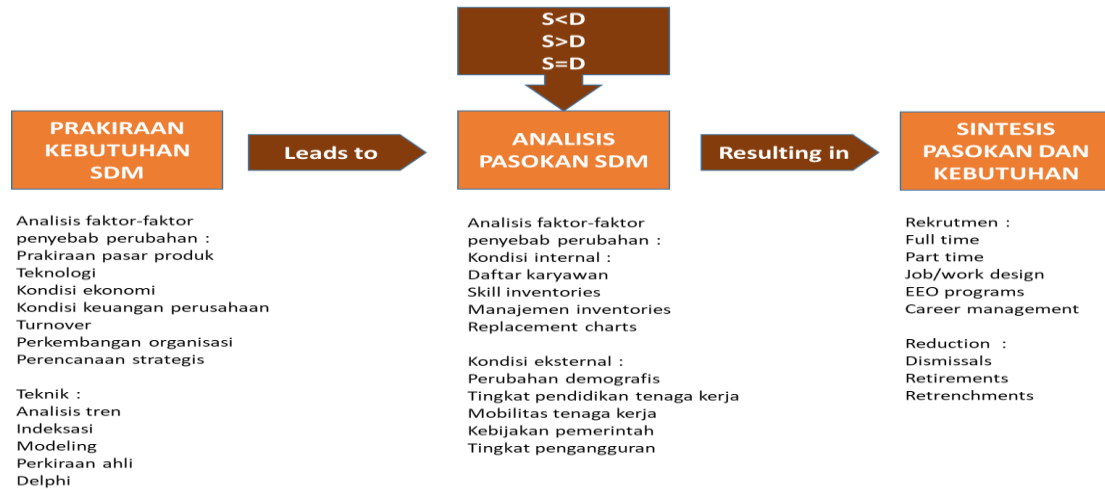 S<D
S>D
S=D
PRAKIRAAN
KEBUTUHAN
SDM
Leads to
ANALISIS
PASOKAN SDM
Resulting in
SINTESIS
PASOKAN DAN
KEBUTUHAN
Analisis faktor-faktor
penyebab perubahan :
Prakiraan pasar produk
Teknologi
Kondisi ekonomi
Kondisi keuangan perusahaan
Turnover
Perkembangan organisasi
Perencanaan strategis
Teknik :
Analisis tren
Indeksasi
Modeling
Perkiraan ahli
Delphi
Analisis faktor-faktor
penyebab perubahan :
Kondisi internal :
Daftar karyawan
Skill inventories
Manajemen inventories
Replacement charts
Kondisi eksternal :
Perubahan demografis
Tingkat pendidikan tenaga kerja
Mobilitas tenaga kerja
Kebijakan pemerintah
Tingkat pengangguran
Rekrutmen :
Full time
Part time
Job/work design
EEO programs
Career management
Reduction :
Dismissals
Retirements
Retrenchments